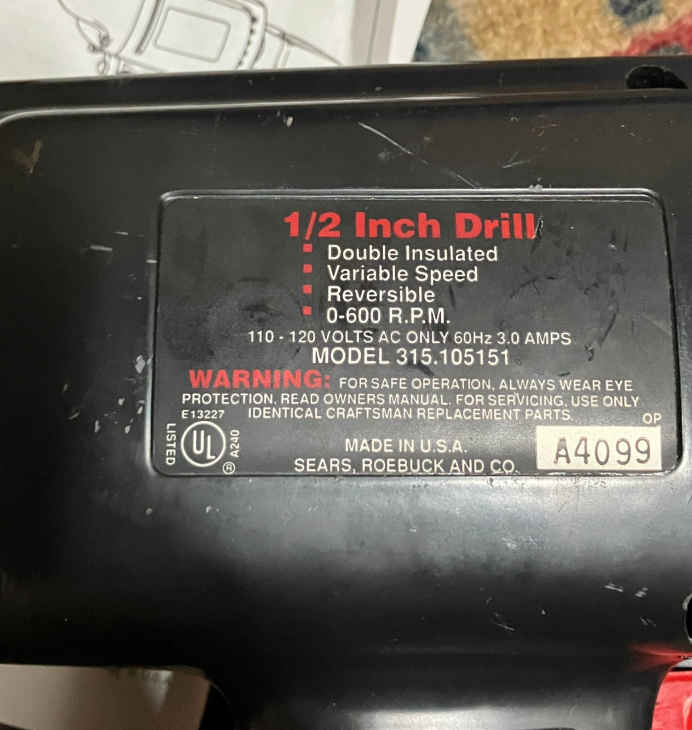 1/2 Inch Drill
Double Insulated
Variable Speed
Reversible
0-600 R.P.M.
110 - 120 VOLTS AC ONLY 60Hz 3.0 AMPS
MODEL 315.105151
WARNING: FOR SAFE OPERATION, ALWAYS WEAR EYE
PROTECTION. READ OWNERS MANUAL. FOR SERVICING, USE ONLY
E13227 IDENTICAL CRAFTSMAN REPLACEMENT PARTS.
OP
LISTED
UL
®
A240
MADE IN U.S.A.
SEARS, ROEBUCK AND CO.
A4099